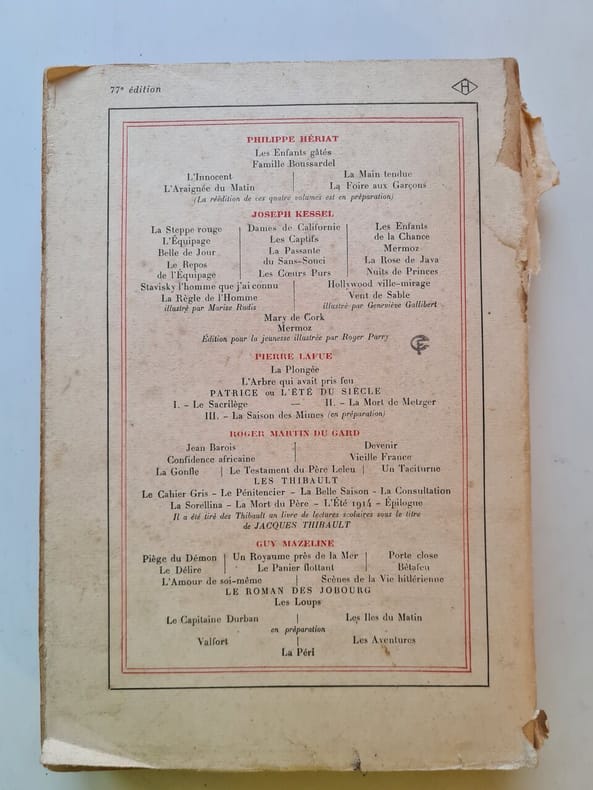 77e édition
H
PHILIPPE HÉRIAT
Les Enfants gâtés
Famille Boussardel
L'Innocent | La Main tendue
L'Araignée du Matin | La Foire aux Garçons
(La réédition de ces quatre volumes est en préparation)
JOSEPH KESSEL
La Steppe rouge | Dames de Californie | Les Enfants
L'Équipage | Les Captifs | de la Chance
Belle de Jour | La Passante | Mermoz
Le Repos | du Sans-Souci | La Rose de Java
de l'Équipage | Les Cœurs Purs | Nuits de Princes
Stavisky l'homme que j'ai connu | Hollywood ville-mirage
La Règle de l'Homme | Vent de Sable
illustré par Marise Rudis | illustré par Geneviève Gallibert
Mary de Cork
Mermoz
Édition pour la jeunesse illustrée par Roger Parry
PIERRE LAFUE
La Plongée
L'Arbre qui avait pris feu
PATRICE ou L'ÉTÉ DU SIÈCLE
I. - Le Sacrilège — II. - La Mort de Metzger
III. - La Saison des Mimes (en préparation)
ROGER MARTIN DU GARD
Jean Barois | Devenir
Confidence africaine | Vieille France
La Gonfle | Le Testament du Père Leleu | Un Taciturne
LES THIBAULT
Le Cahier Gris - Le Pénitencier - La Belle Saison - La Consultation
La Sorellina - La Mort du Père - L'Été 1914 - Épilogue
Il a été tiré des Thibault un livre de lectures scolaires sous le titre
de JACQUES THIBAULT
GUY MAZELINE
Piège du Démon | Un Royaume près de la Mer | Porte close
Le Délire | Le Panier flottant | Bêtafeu
L'Amour de soi-même | Scènes de la Vie hitlérienne
LE ROMAN DES JOBOURG
Les Loups
Le Capitaine Durban | Les Iles du Matin
en préparation
Valfort | Les Aventures
La Péri